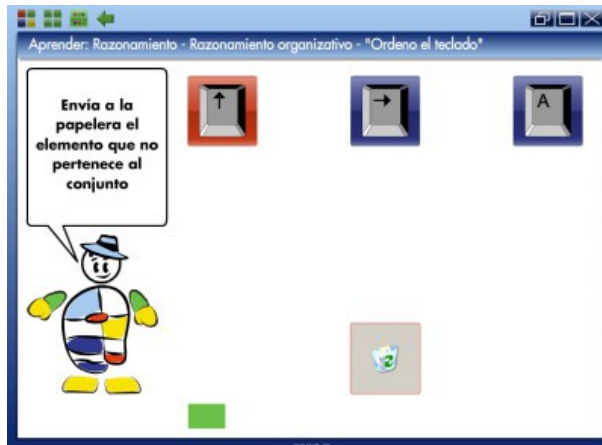 Aprender: Razonamiento - Razonamiento organizativo - "Ordeno el teclado"
Envía a la
papelera el
elemento que no
pertenece al
conjunto
A